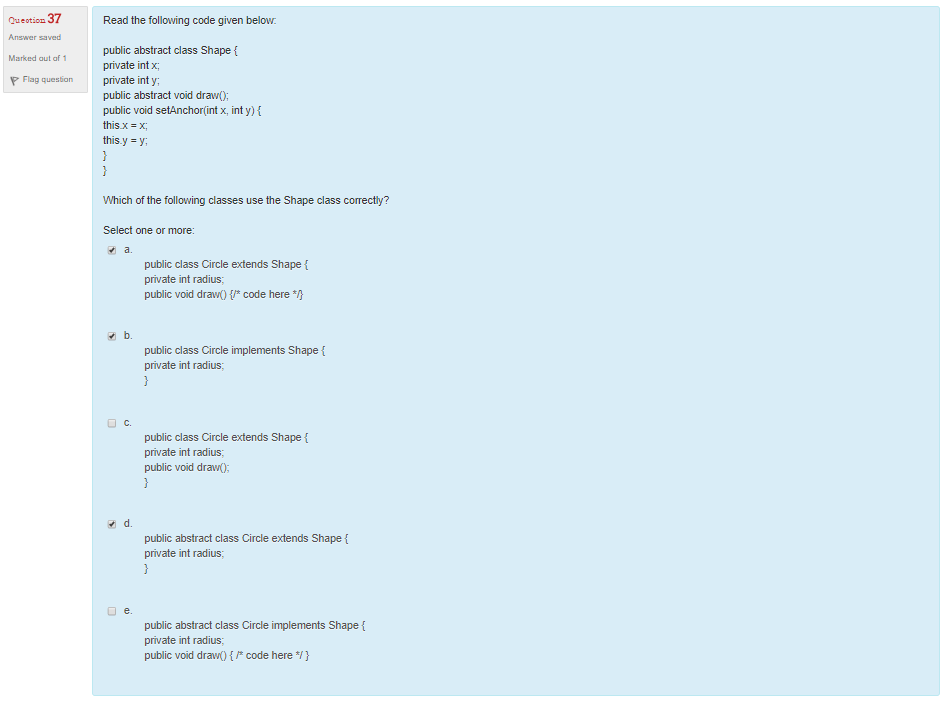 Question 37
Answer saved
Marked out of 1
Flag question
Read the following code given below:
public abstract class Shape {
private int x;
private int y;
public abstract void draw();
public void setAnchor(int x, int y) {
this.x = x;
this.y = y;
}
}
Which of the following classes use the Shape class correctly?
Select one or more:
a.
public class Circle extends Shape {
private int radius;
public void draw() {/* code here */}
b.
public class Circle implements Shape {
private int radius;
}
c.
public class Circle extends Shape {
private int radius;
public void draw();
}
d.
public abstract class Circle extends Shape {
private int radius;
}
e.
public abstract class Circle implements Shape {
private int radius;
public void draw() { /* code here */ }